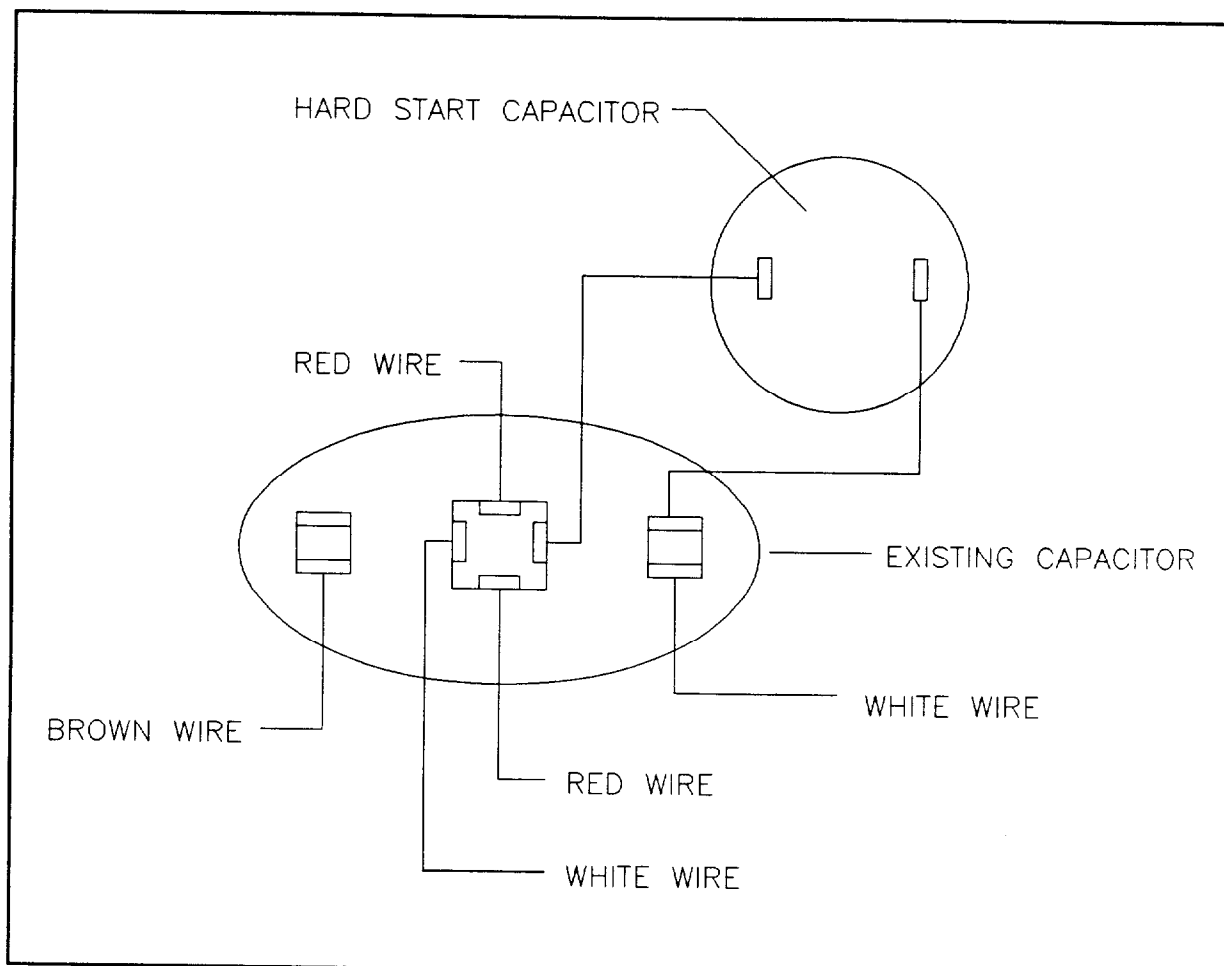 HARD START CAPACITOR
RED WIRE
EXISTING CAPACITOR
WHITE WIRE
BROWN WIRE
RED WIRE
WHITE WIRE